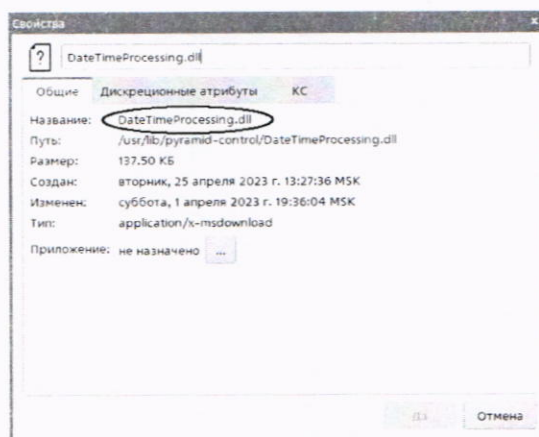 Свойства
x
?
DateTimeProcessing.dll
Общие Дискреционные атрибуты КС
Название: DateTimeProcessing.dll
Путь: /usr/lib/pyramid-control/DateTimeProcessing.dll
Размер: 137.50 КБ
Создан: вторник, 25 апреля 2023 г. 13:27:36 MSK
Изменен: суббота, 1 апреля 2023 г. 19:36:04 MSK
Тип: application/x-msdownload
Приложение: не назначено ...
Да Отмена